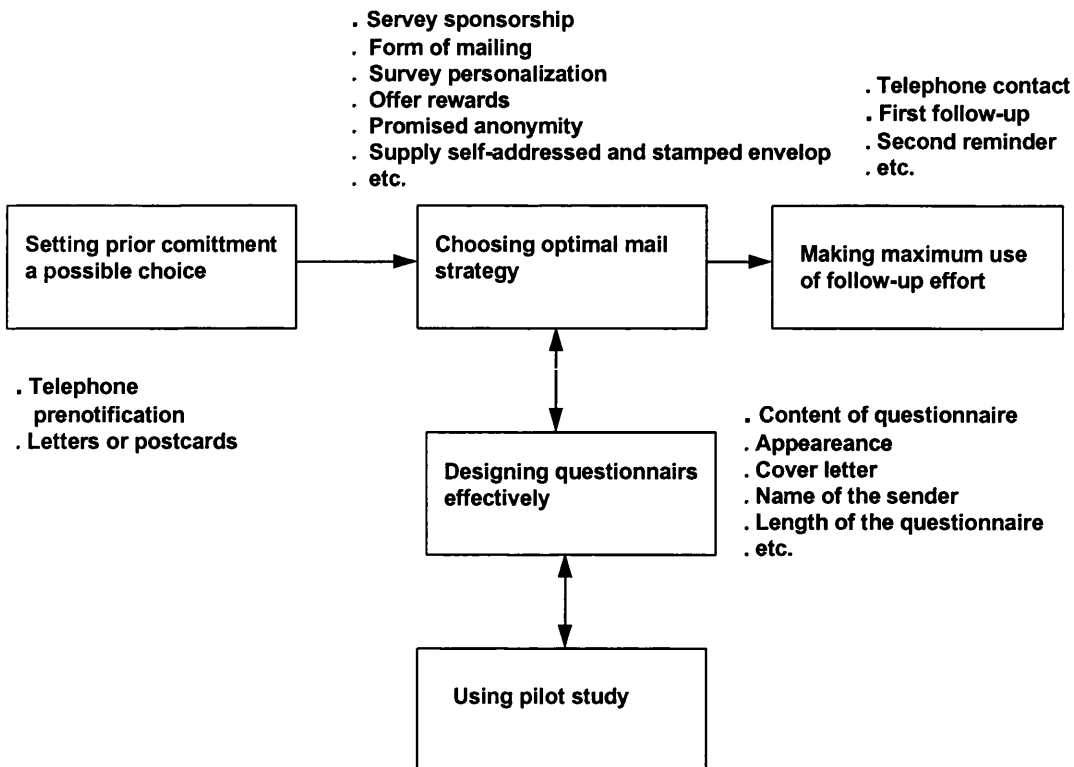 . Servey sponsorship
. Form of mailing
. Survey personalization
. Offer rewards
. Promised anonymity
. Supply self-addressed and stamped envelop
. etc.
. Telephone contact
. First follow-up
. Second reminder
. etc.
Setting prior comittment
a possible choice
Choosing optimal mail
strategy
Making maximum use
of follow-up effort
. Telephone
prenotification
. Letters or postcards
Designing questionnairs
effectively
. Content of questionnaire
. Appeareance
. Cover letter
. Name of the sender
. Length of the questionnaire
. etc.
Using pilot study